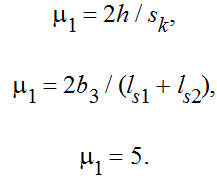 μ₁ = 2h / sₖ,
μ₁ = 2b₃ / (lₛ₁ + lₛ₂),
μ₁ = 5.